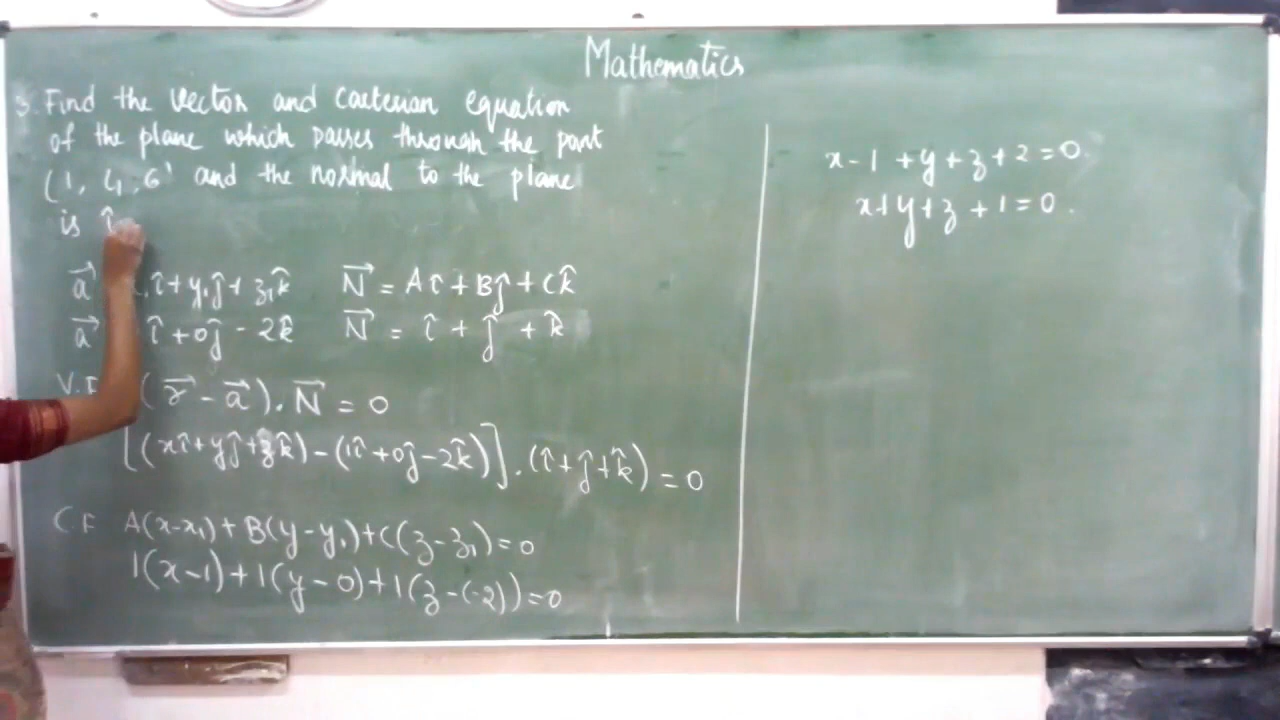 Mathematics
3. Find the vector and Cartesian equation
of the plane which passes through the point
(1, 4, 6) and the normal to the plane
is î
a⃗ x₁î+y₁ĵ+z₁k̂ N⃗ = Aî+Bĵ+Ck̂
a⃗ î+0ĵ-2k̂ N⃗ = î+ĵ+k̂
(r⃗-a⃗).N⃗=0
[(xî+yĵ+zk̂)-(1î+0ĵ-2k̂)].(î+ĵ+k̂)=0
C.F A(x-x₁)+B(y-y₁)+C(z-z₁)=0
1(x-1)+1(y-0)+1(z-(-2))=0
x-1+y+z+2=0.
x+y+z+1=0.